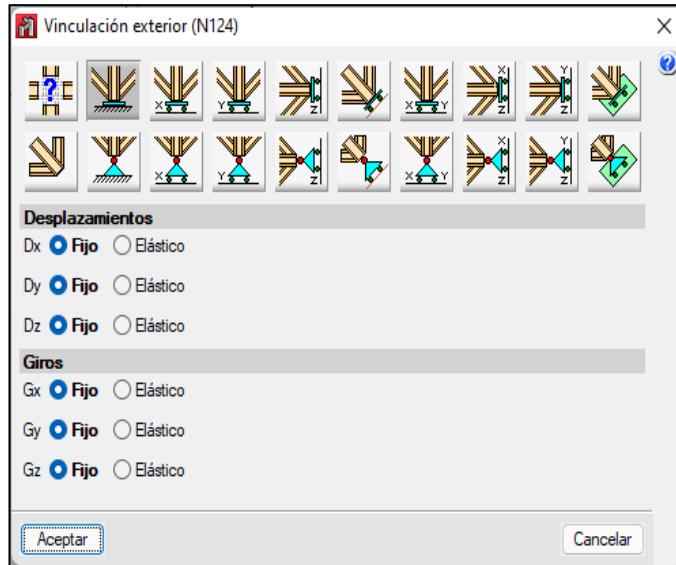 Vinculación exterior (N124)
?
?
X Y Z X Z Y Z
X Y Z X Y X Z Y Z
Desplazamientos
Dx Fijo Elástico
Dy Fijo Elástico
Dz Fijo Elástico
Giros
Gx Fijo Elástico
Gy Fijo Elástico
Gz Fijo Elástico
Aceptar Cancelar